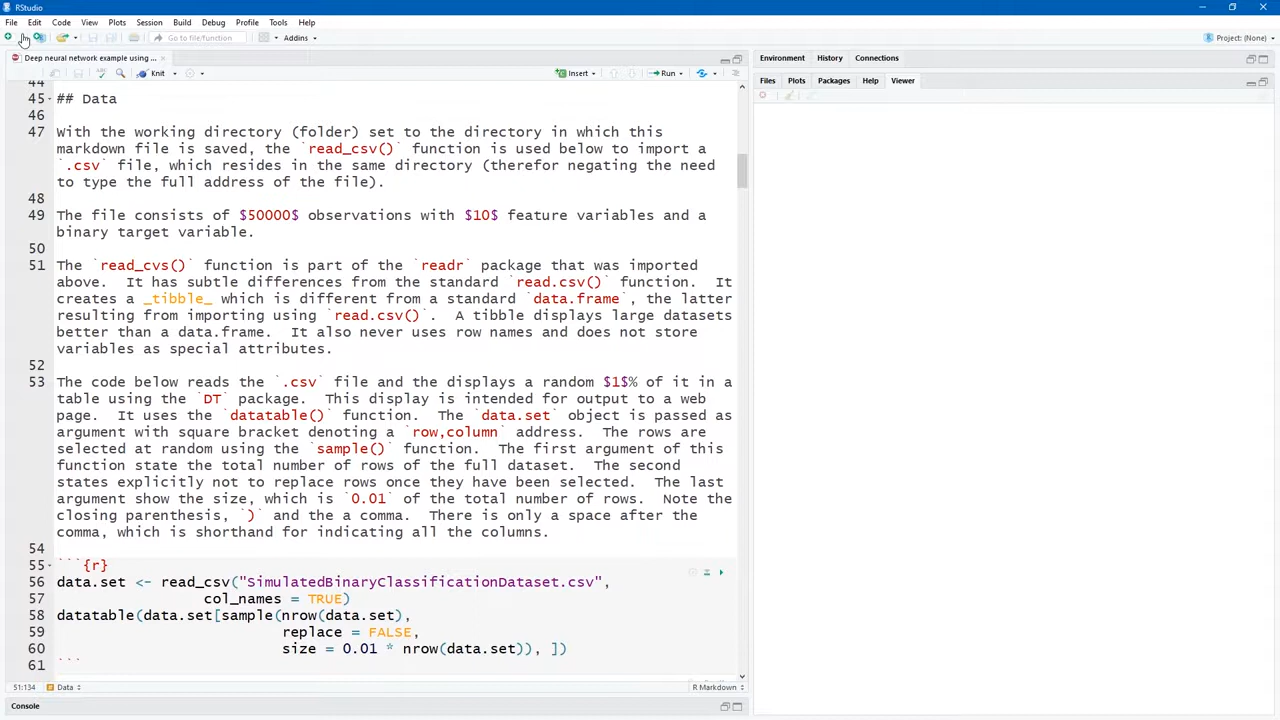 RStudio
File Edit Code View Plots Session Build Debug Profile Tools Help
Go to file/function Addins Project: (None)
Deep neural network example using ...
Knit Insert Run
Environment History Connections
Files Plots Packages Help Viewer
44
45 ## Data
46
47 With the working directory (folder) set to the directory in which this
markdown file is saved, the `read_csv()` function is used below to import a
`.csv` file, which resides in the same directory (therefor negating the need
to type the full address of the file).
48
49 The file consists of $50000$ observations with $10$ feature variables and a
binary target variable.
50
51 The `read_cvs()` function is part of the `readr` package that was imported
above. It has subtle differences from the standard `read.csv()` function. It
creates a _tibble_ which is different from a standard `data.frame`, the latter
resulting from importing using `read.csv()`. A tibble displays large datasets
better than a data.frame. It also never uses row names and does not store
variables as special attributes.
52
53 The code below reads the `.csv` file and the displays a random $1$% of it in a
table using the `DT` package. This display is intended for output to a web
page. It uses the `datatable()` function. The `data.set` object is passed as
argument with square bracket denoting a `row,column` address. The rows are
selected at random using the `sample()` function. The first argument of this
function state the total number of rows of the full dataset. The second
states explicitly not to replace rows once they have been selected. The last
argument show the size, which is `0.01` of the total number of rows. Note the
closing parenthesis, `)` and the a comma. There is only a space after the
comma, which is shorthand for indicating all the columns.
54
55 ```{r}
56 data.set <- read_csv("SimulatedBinaryClassificationDataset.csv",
57 col_names = TRUE)
58 datatable(data.set[sample(nrow(data.set),
59 replace = FALSE,
60 size = 0.01 * nrow(data.set)), ])
61 ```
51:134 Data R Markdown
Console